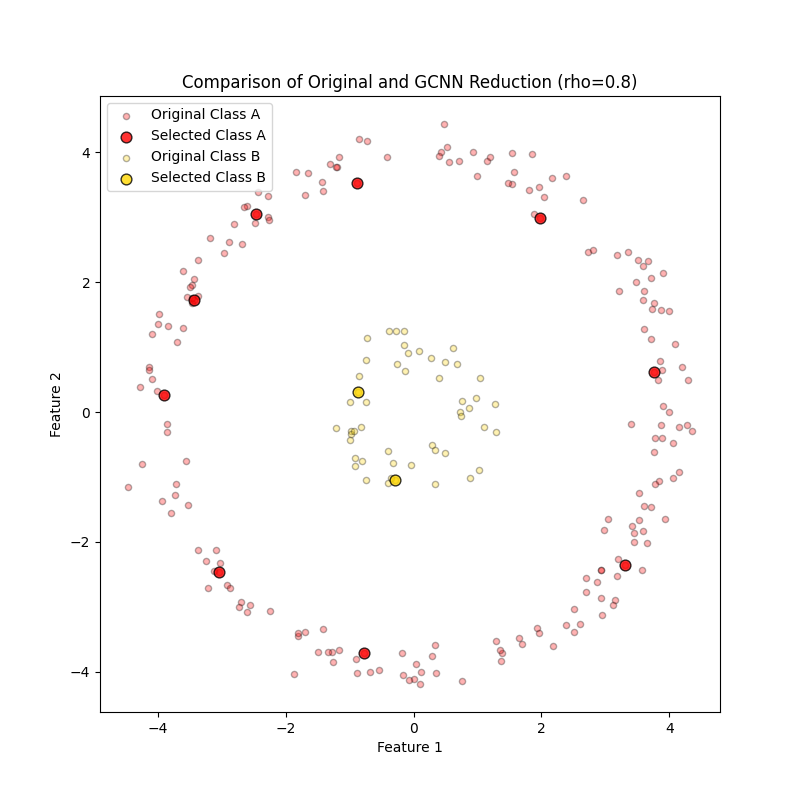 Comparison of Original and GCNN Reduction (rho=0.8)
Original Class A
Selected Class A
Original Class B
Selected Class B
4
2
0
−2
−4
Feature 2
−4
−2
0
2
4
Feature 1